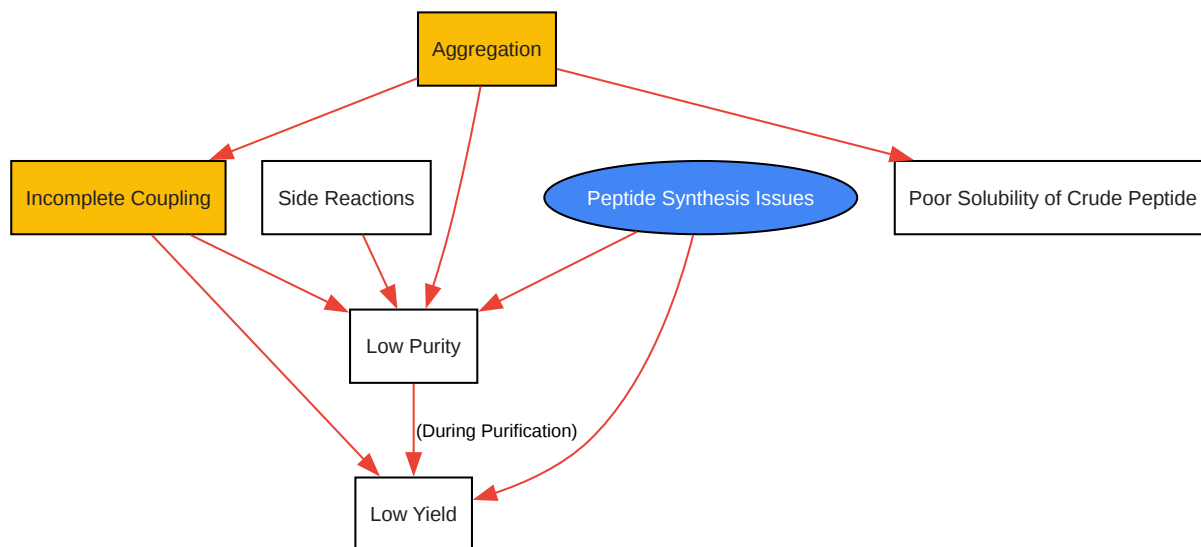 Aggregation
Incomplete Coupling
Side Reactions
Peptide Synthesis Issues
Poor Solubility of Crude Peptide
Low Purity
(During Purification)
Low Yield